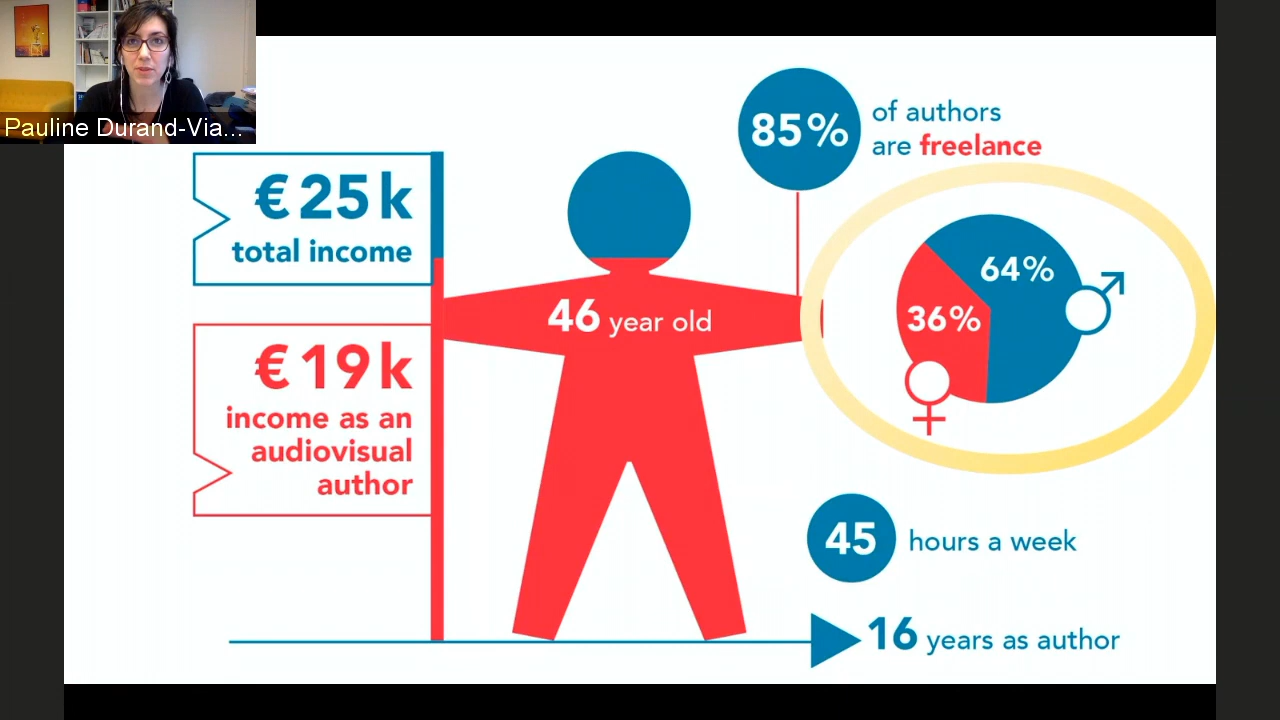 Pauline Durand-Via...
85%
of authors
are freelance
€25k
total income
€19k
income as an
audiovisual
author
46 year old
64%
36%
45
hours a week
16 years as author